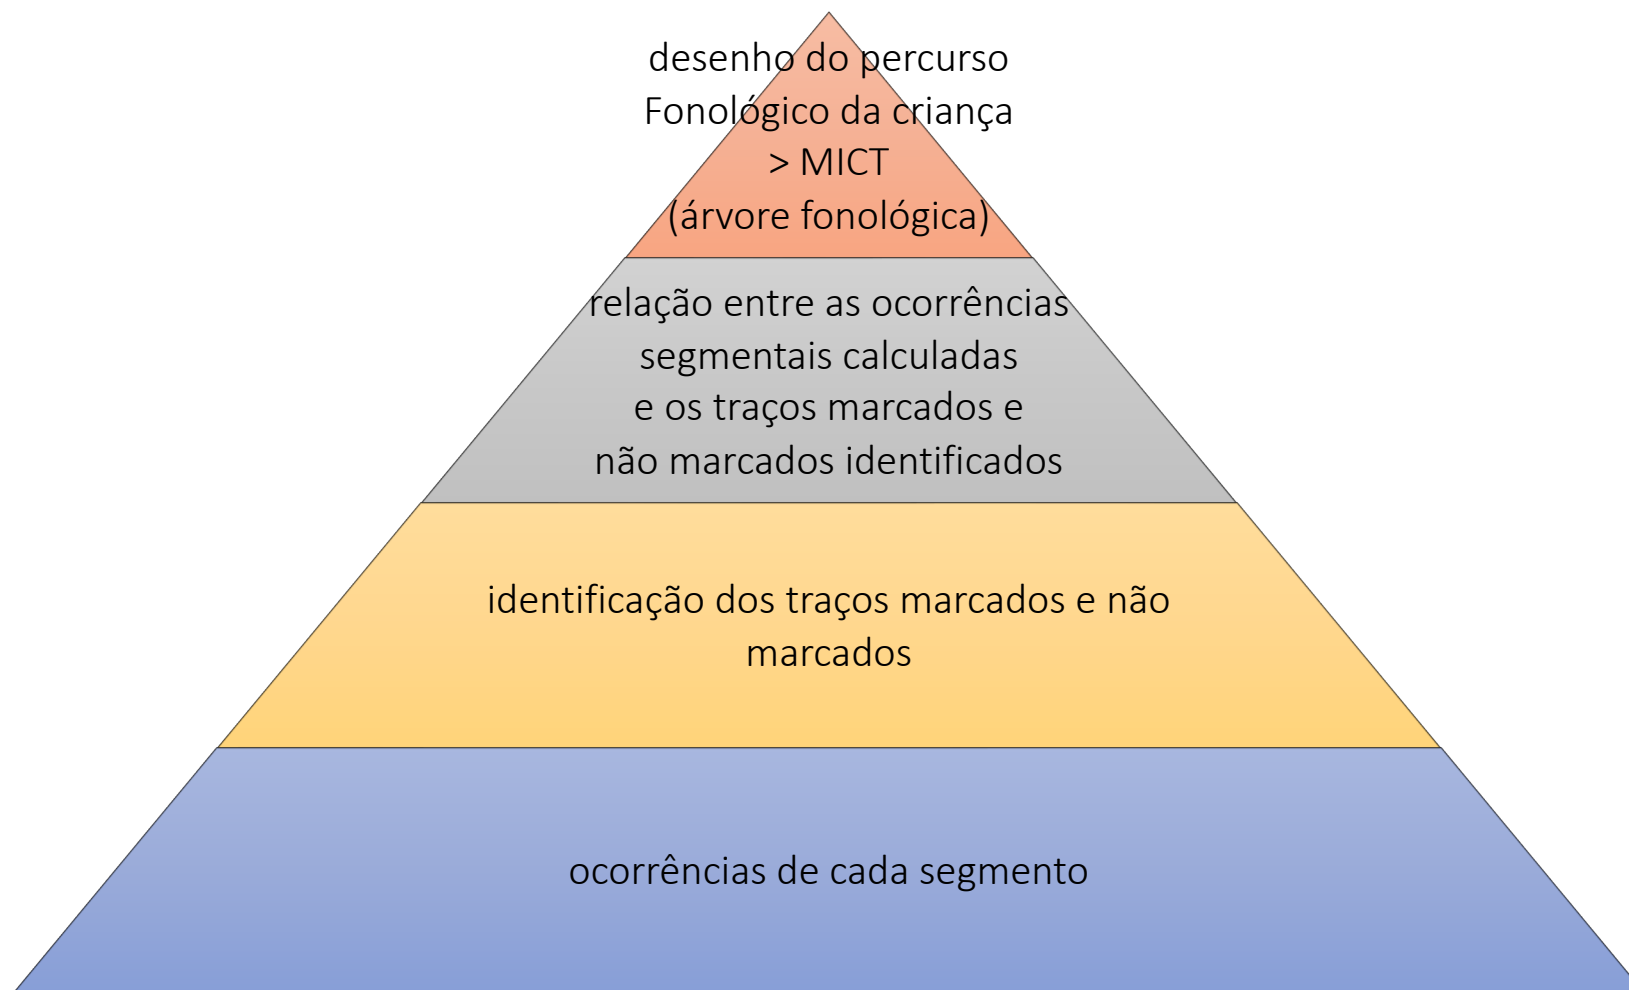 desenho do percurso
Fonológico da criança
> MICT
(árvore fonológica)
relação entre as ocorrências
segmentais calculadas
e os traços marcados e
não marcados identificados
identificação dos traços marcados e não
marcados
ocorrências de cada segmento